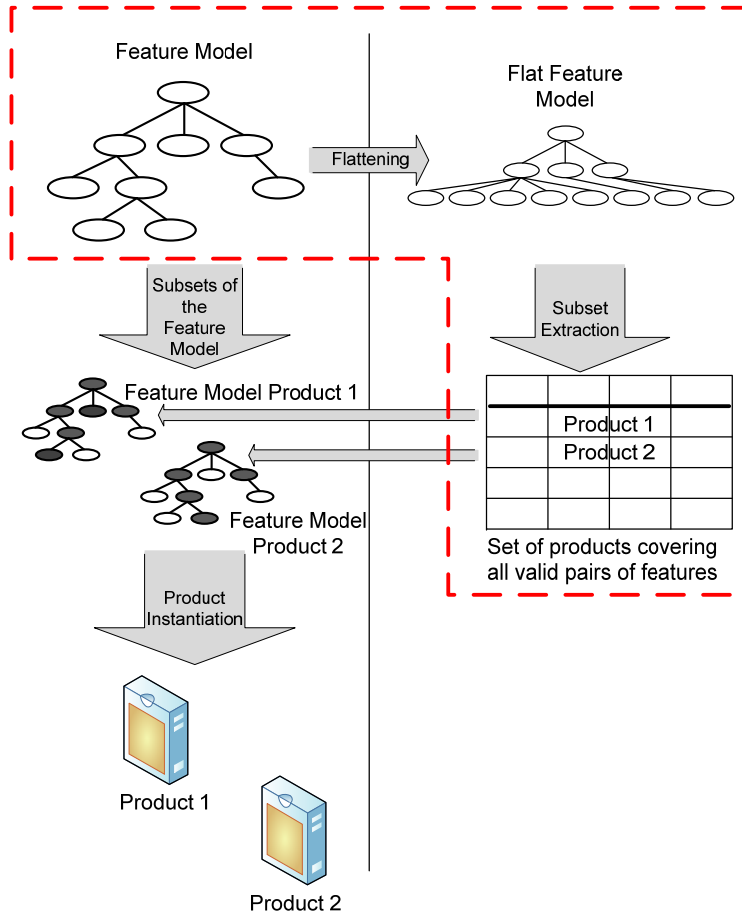 Feature Model
Flat Feature
Model
Flattening
Subsets of
the
Feature
Model
Subset
Extraction
Feature Model Product 1
Product 1
Product 2
Feature Model
Product 2
Set of products covering
all valid pairs of features
Product
Instantiation
Product 1
Product 2